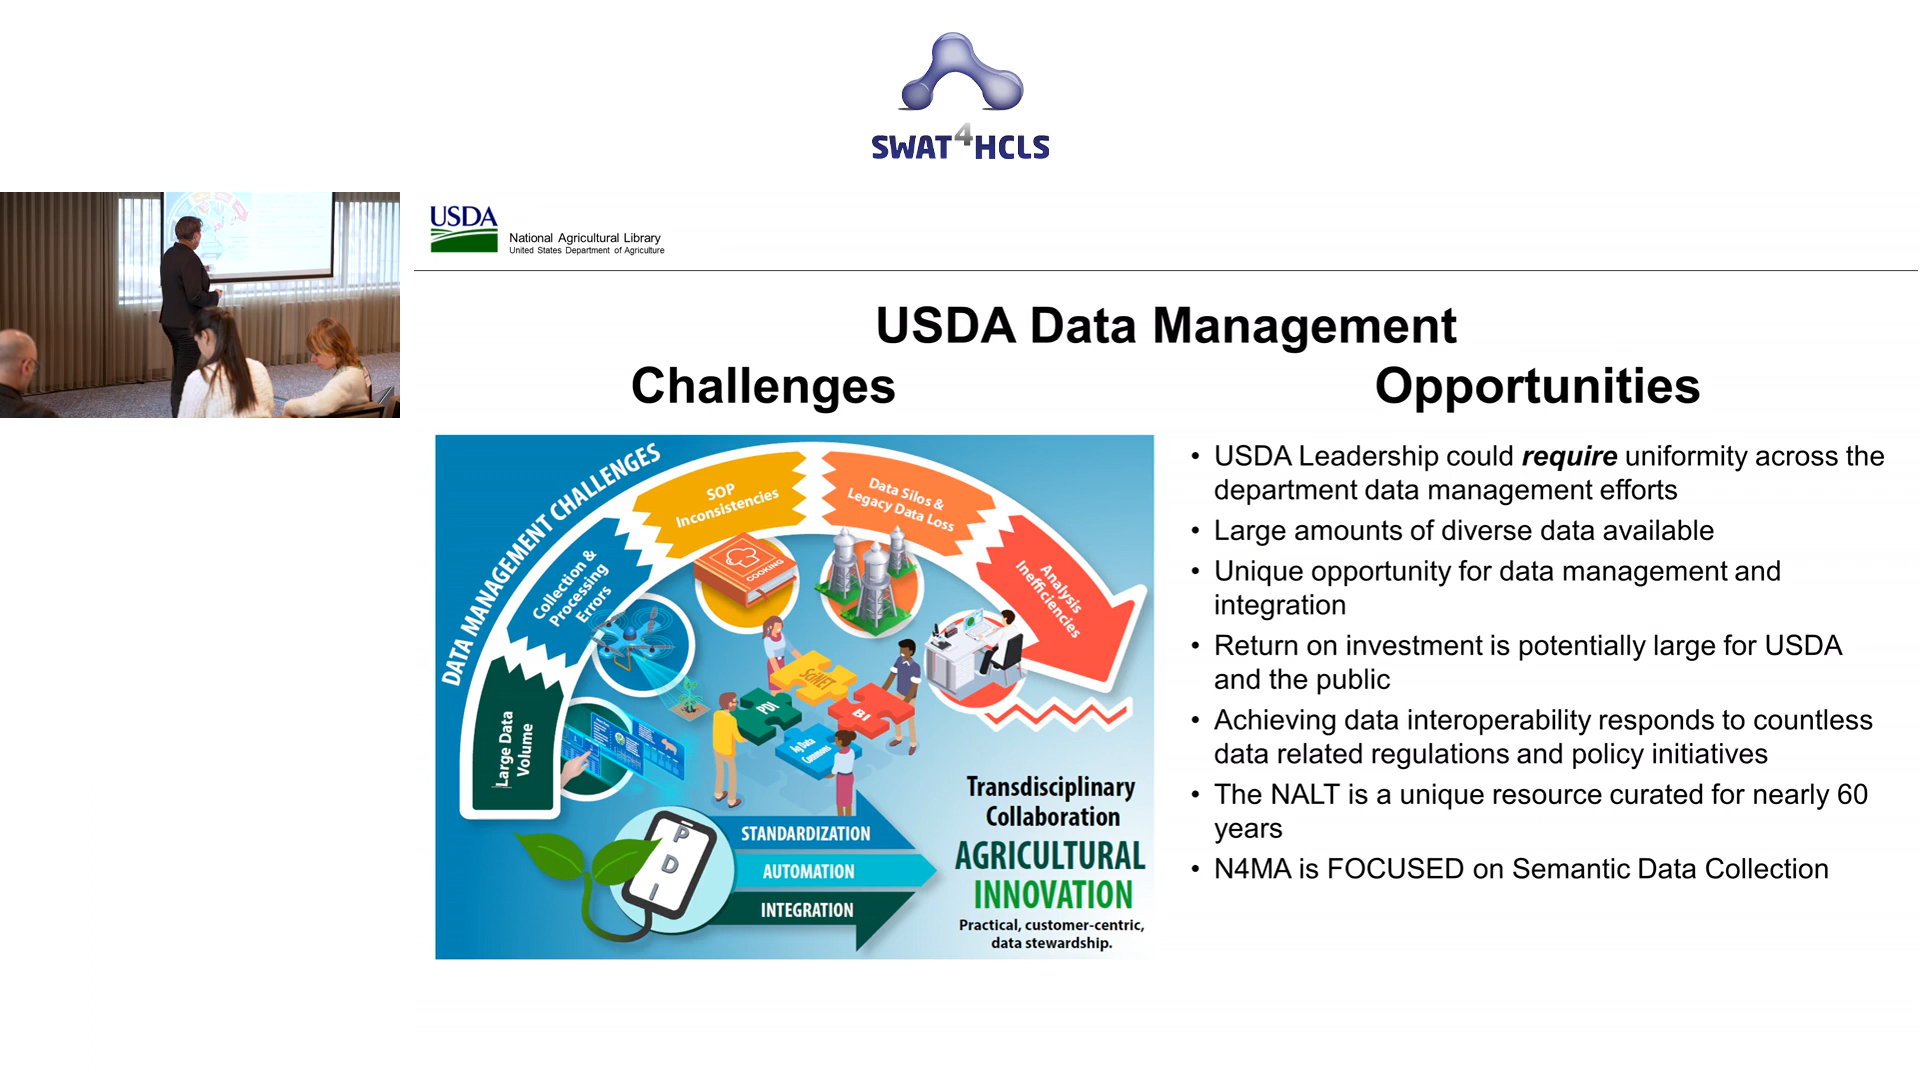 SWAT4HCLS
USDA
National Agricultural Library
United States Department of Agriculture
USDA Data Management
Challenges
Opportunities
DATA MANAGEMENT CHALLENGES
Large Data
Volume
Collection &
Processing
Errors
SOP
Inconsistencies
Data Silos &
Legacy Data Loss
Analysis
Inefficiencies
COOKING
SciNET
PDI
BI
Ag Data
Commons
PDI
STANDARDIZATION
AUTOMATION
INTEGRATION
Transdisciplinary
Collaboration
AGRICULTURAL
INNOVATION
Practical, customer-centric,
data stewardship.
• USDA Leadership could require uniformity across the
department data management efforts
• Large amounts of diverse data available
• Unique opportunity for data management and
integration
• Return on investment is potentially large for USDA
and the public
• Achieving data interoperability responds to countless
data related regulations and policy initiatives
• The NALT is a unique resource curated for nearly 60
years
• N4MA is FOCUSED on Semantic Data Collection